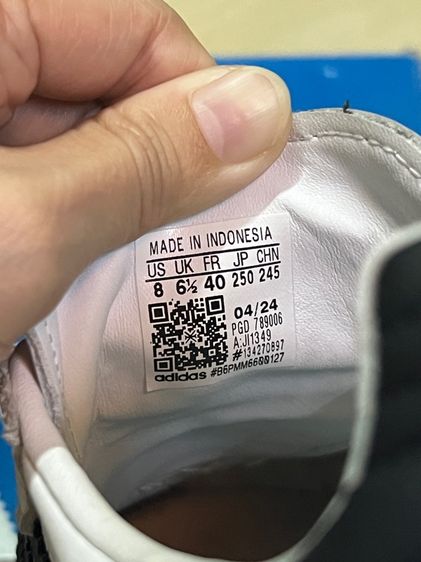 MADE IN INDONESIA
US UK FR JP CHN
8 6½ 40 250 245
04/24
PGD 789006
A:JI1349
#134270897
adidas #B6PMM6600127